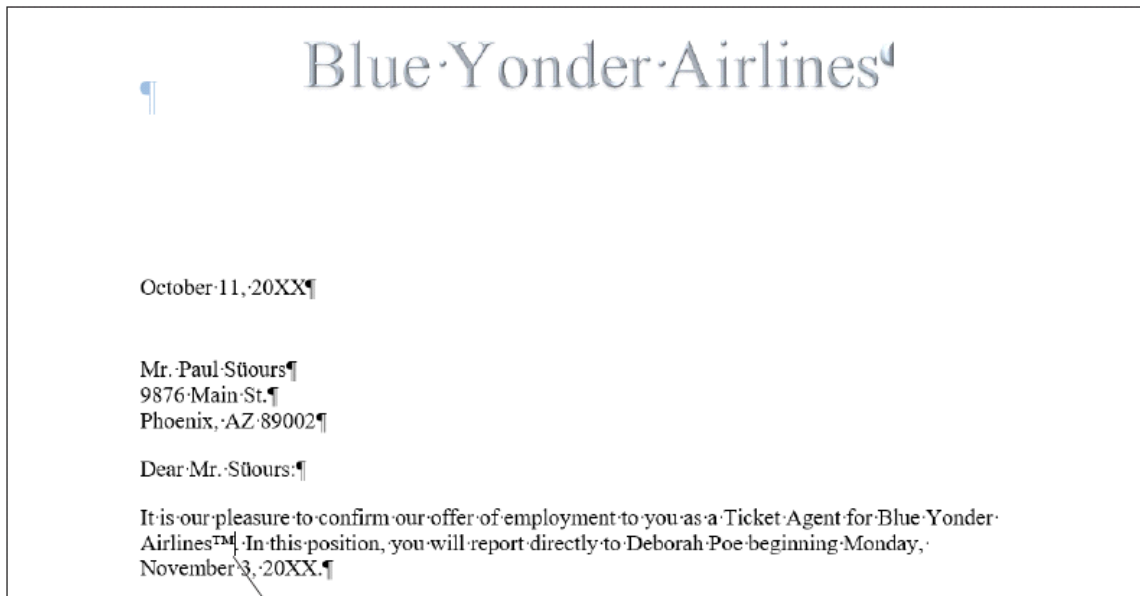 Blue Yonder Airlines¶
¶
October 11, 20XX¶
Mr. Paul Süours¶
9876 Main St.¶
Phoenix, AZ 89002¶
Dear Mr. Süours:¶
It is our pleasure to confirm our offer of employment to you as a Ticket Agent for Blue Yonder
Airlines™. In this position, you will report directly to Deborah Poe beginning Monday,
November 3, 20XX.¶